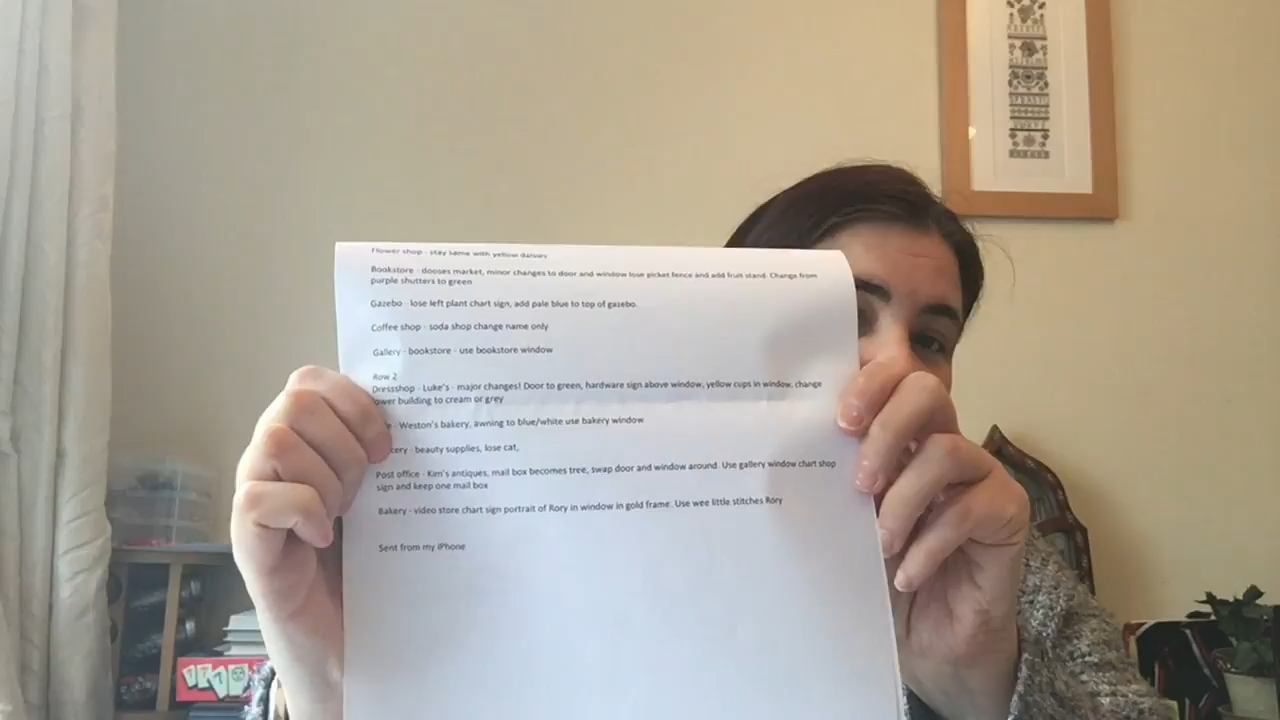 Flower shop - stay same with yellow daisies
Bookstore - dooses market, minor changes to door and window lose picket fence and add fruit stand. Change from
purple shutters to green
Gazebo - lose left plant chart sign, add pale blue to top of gazebo.
Coffee shop - soda shop change name only
Gallery - bookstore - use bookstore window
Row 2
Dressshop - Luke's - major changes! Door to green, hardware sign above window, yellow cups in window, change
ower building to cream or grey
- Weston's bakery, awning to blue/white use bakery window
cery - beauty supplies, lose cat,
Post office - Kim's antiques, mail box becomes tree, swap door and window around. Use gallery window chart shop
sign and keep one mail box
Bakery - video store chart sign portrait of Rory in window in gold frame. Use wee little stitches Rory
Sent from my iPhone